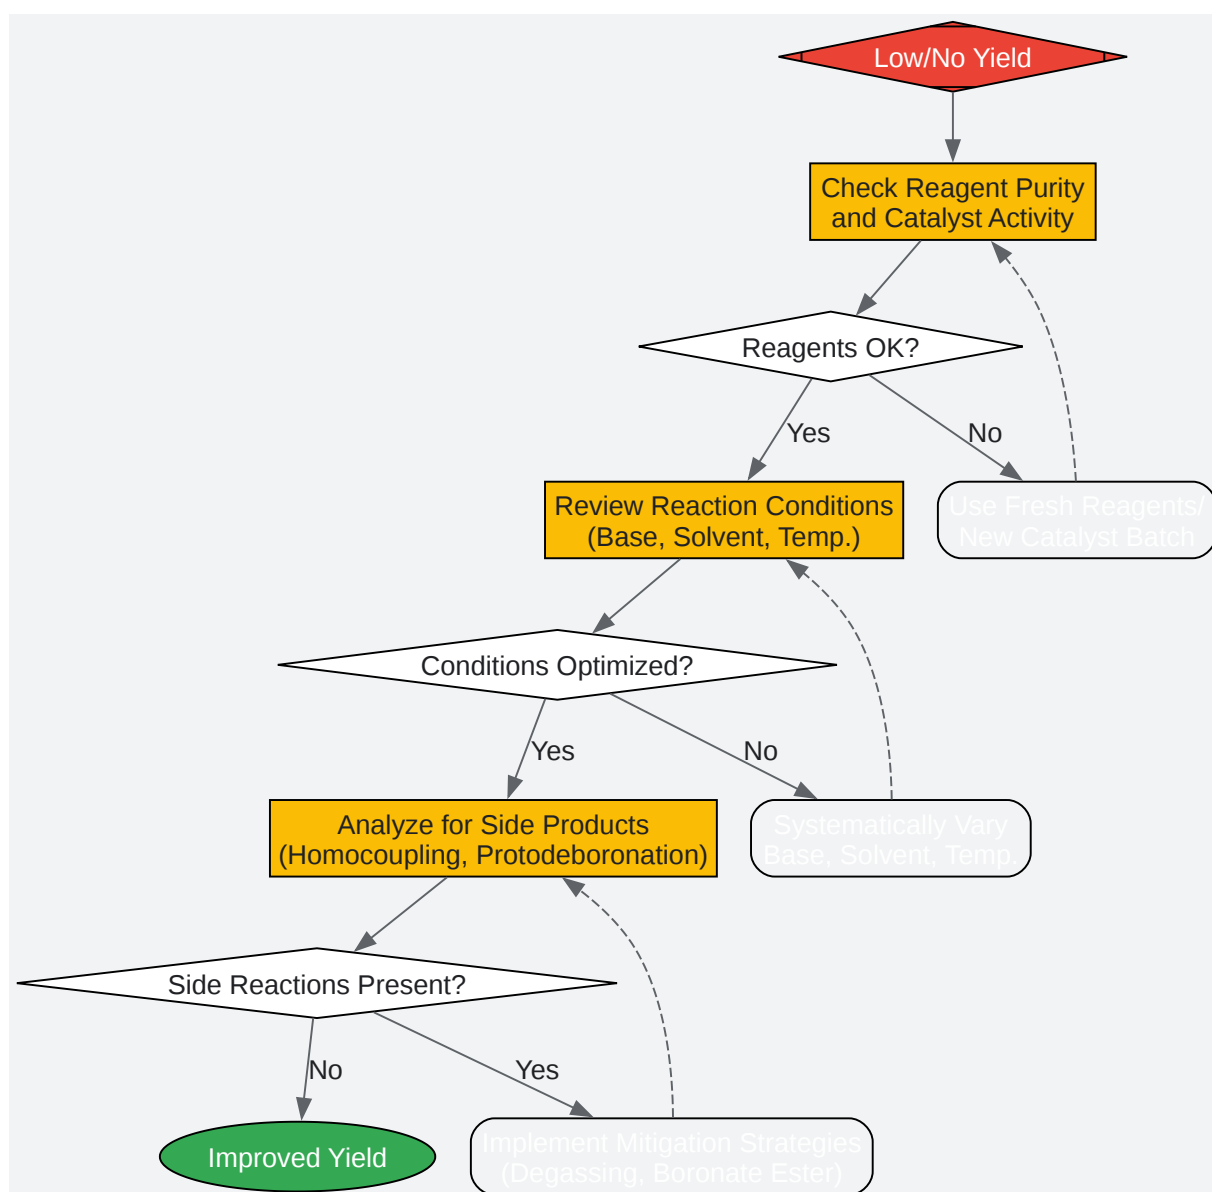 Low/No Yield
Check Reagent Purity
and Catalyst Activity
Reagents OK?
Yes
No
Review Reaction Conditions
(Base, Solvent, Temp.)
Use Fresh Reagents/
New Catalyst Batch
Conditions Optimized?
Yes
No
Analyze for Side Products
(Homocoupling, Protodeboronation)
Systematically Vary
Base, Solvent, Temp.
Side Reactions Present?
No
Yes
Improved Yield
Implement Mitigation Strategies
(Degassing, Boronate Ester)